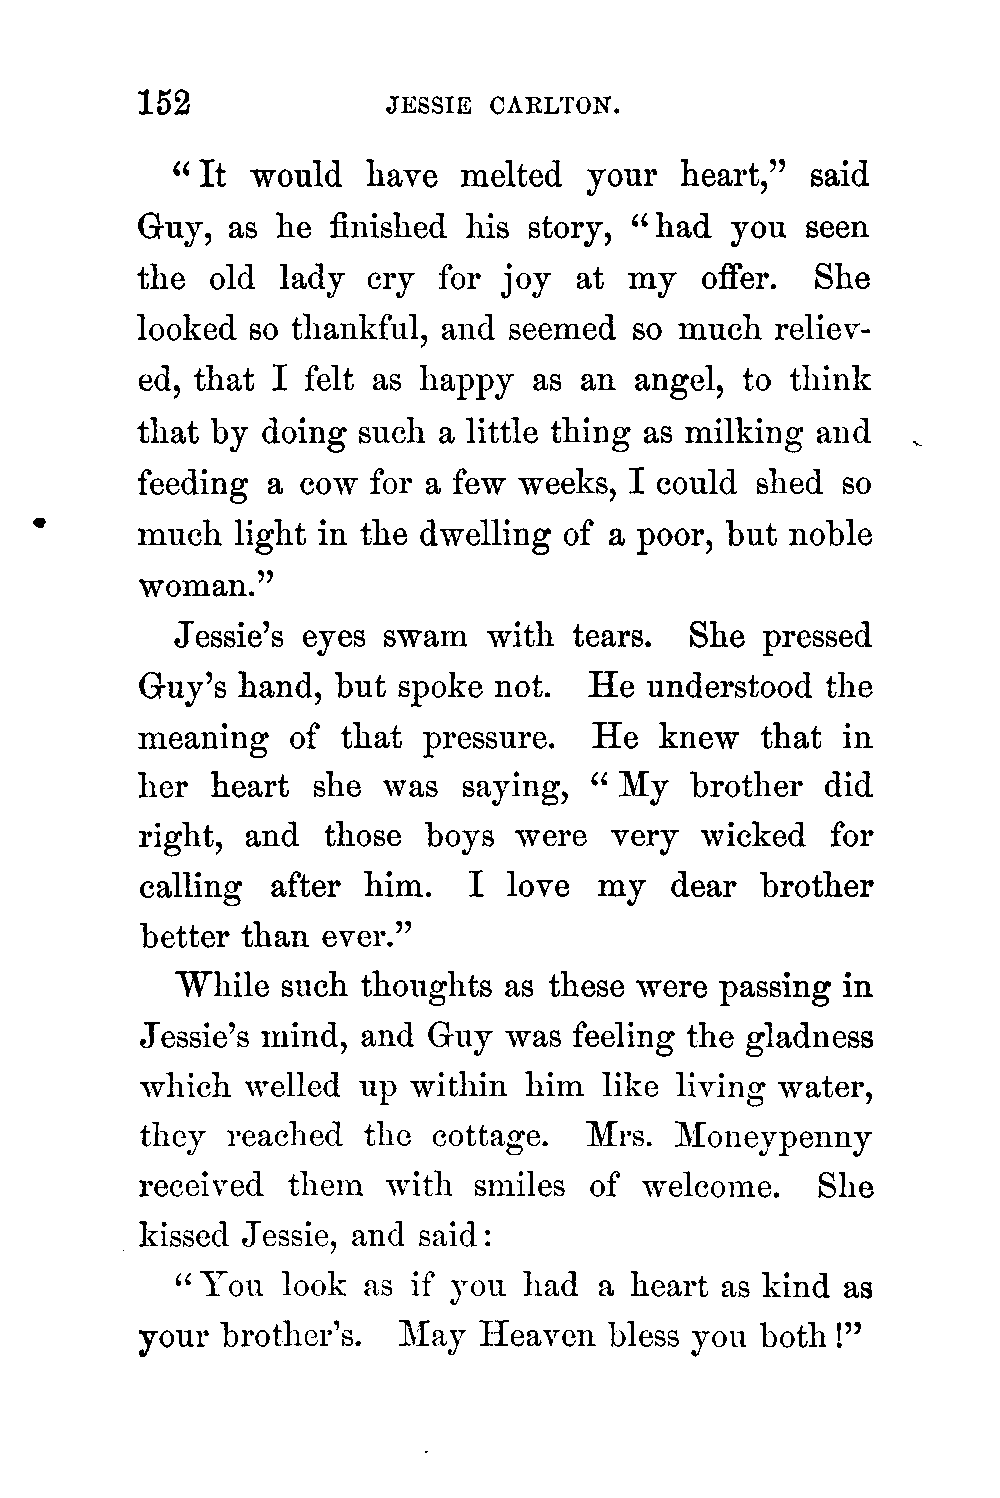 152 JESSIE CARLTON.
“It would have melted your heart,” said
Guy, as he finished his story, “had you seen
the old lady cry for joy at my offer. She
looked so thankful, and seemed so much reliev-
ed, that I felt as happy as an angel, to think
that by doing such a little thing as milking and
feeding a cow for a few weeks, I could shed so
much light in the dwelling of a poor, but noble
woman.”
Jessie’s eyes swam with tears. She pressed
Guy’s hand, but spoke not. He understood the
meaning of that pressure. He knew that in
her heart she was saying, “My brother did
right, and those boys were very wicked for
calling after him. I love my dear brother
better than ever.”
While such thoughts as these were passing in
Jessie’s mind, and Guy was feeling the gladness
which welled up within him like living water,
they reached the cottage. Mrs. Moneypenny
received them with smiles of welcome. She
kissed Jessie, and said:
“You look as if you had a heart as kind as
your brother’s. May Heaven bless you both!”